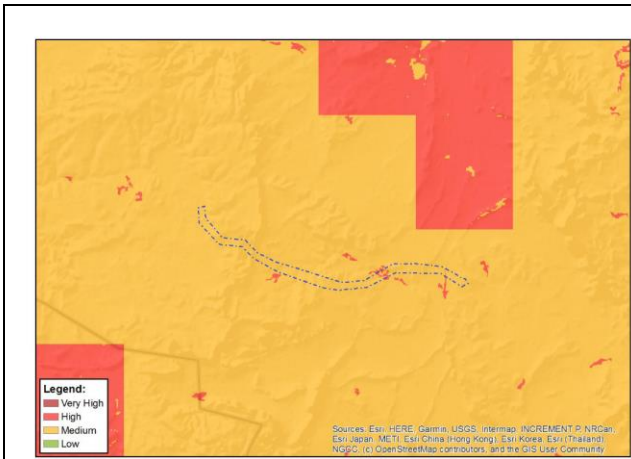 Legend:
Very High
High
Medium
Low
Sources: Esri, HERE, Garmin, USGS, Intermap, INCREMENT P, NRCan,
Esri Japan, METI, Esri China (Hong Kong), Esri Korea, Esri (Thailand),
NGCC, (c) OpenStreetMap contributors, and the GIS User Community